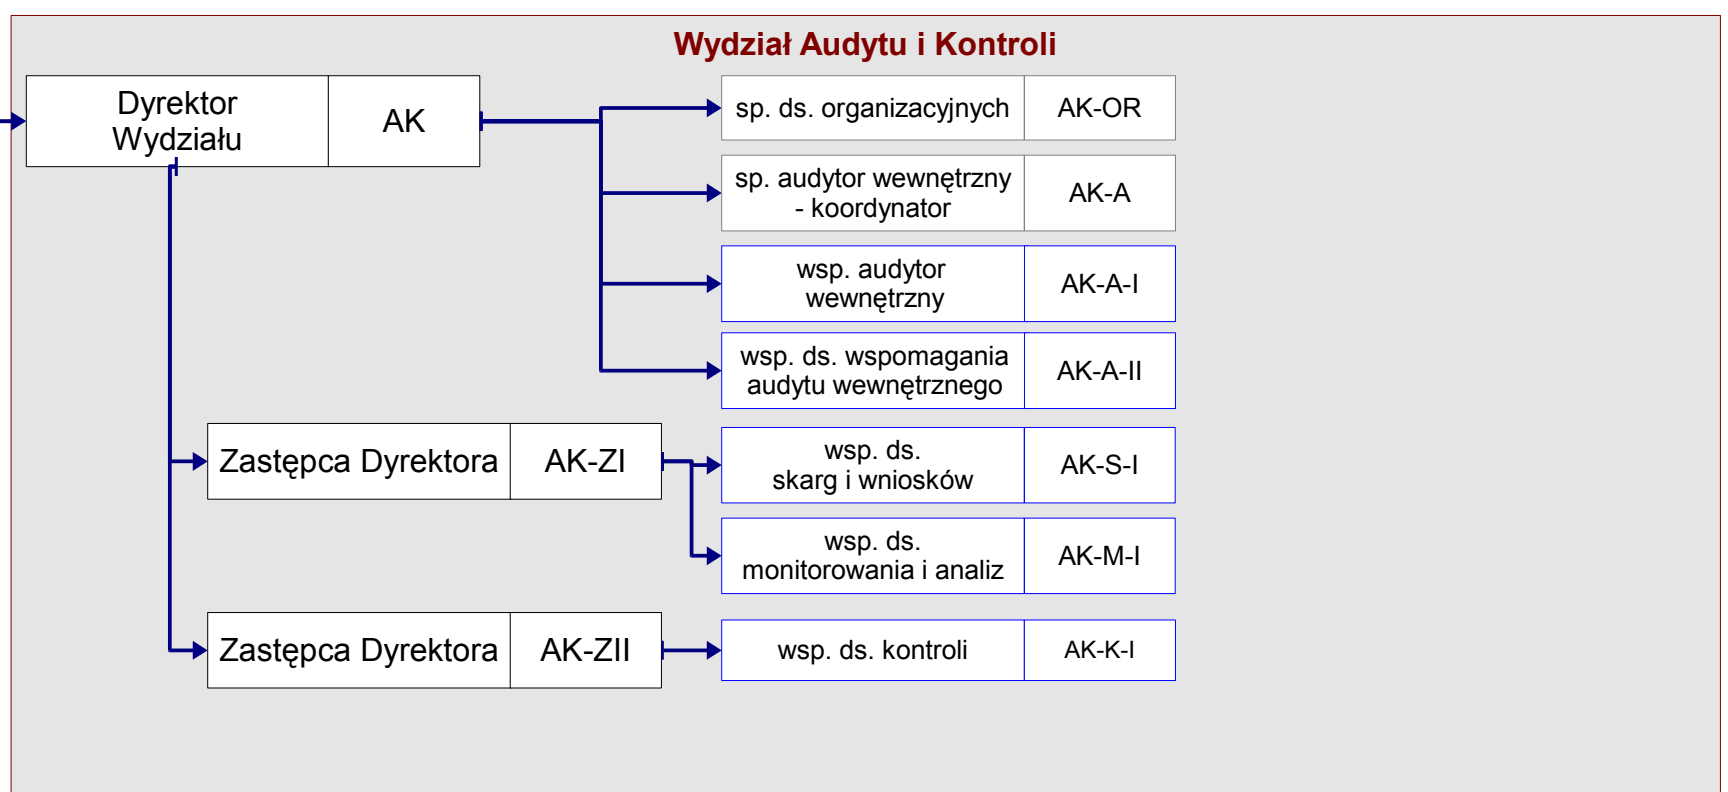 Wydział Audytu i Kontroli
Dyrektor
Wydziału
AK
sp. ds. organizacyjnych
AK-OR
sp. audytor wewnętrzny
- koordynator
AK-A
wsp. audytor
wewnętrzny
AK-A-I
wsp. ds. wspomagania
audytu wewnętrznego
AK-A-II
Zastępca Dyrektora
AK-ZI
wsp. ds.
skarg i wniosków
AK-S-I
wsp. ds.
monitorowania i analiz
AK-M-I
Zastępca Dyrektora
AK-ZII
wsp. ds. kontroli
AK-K-I